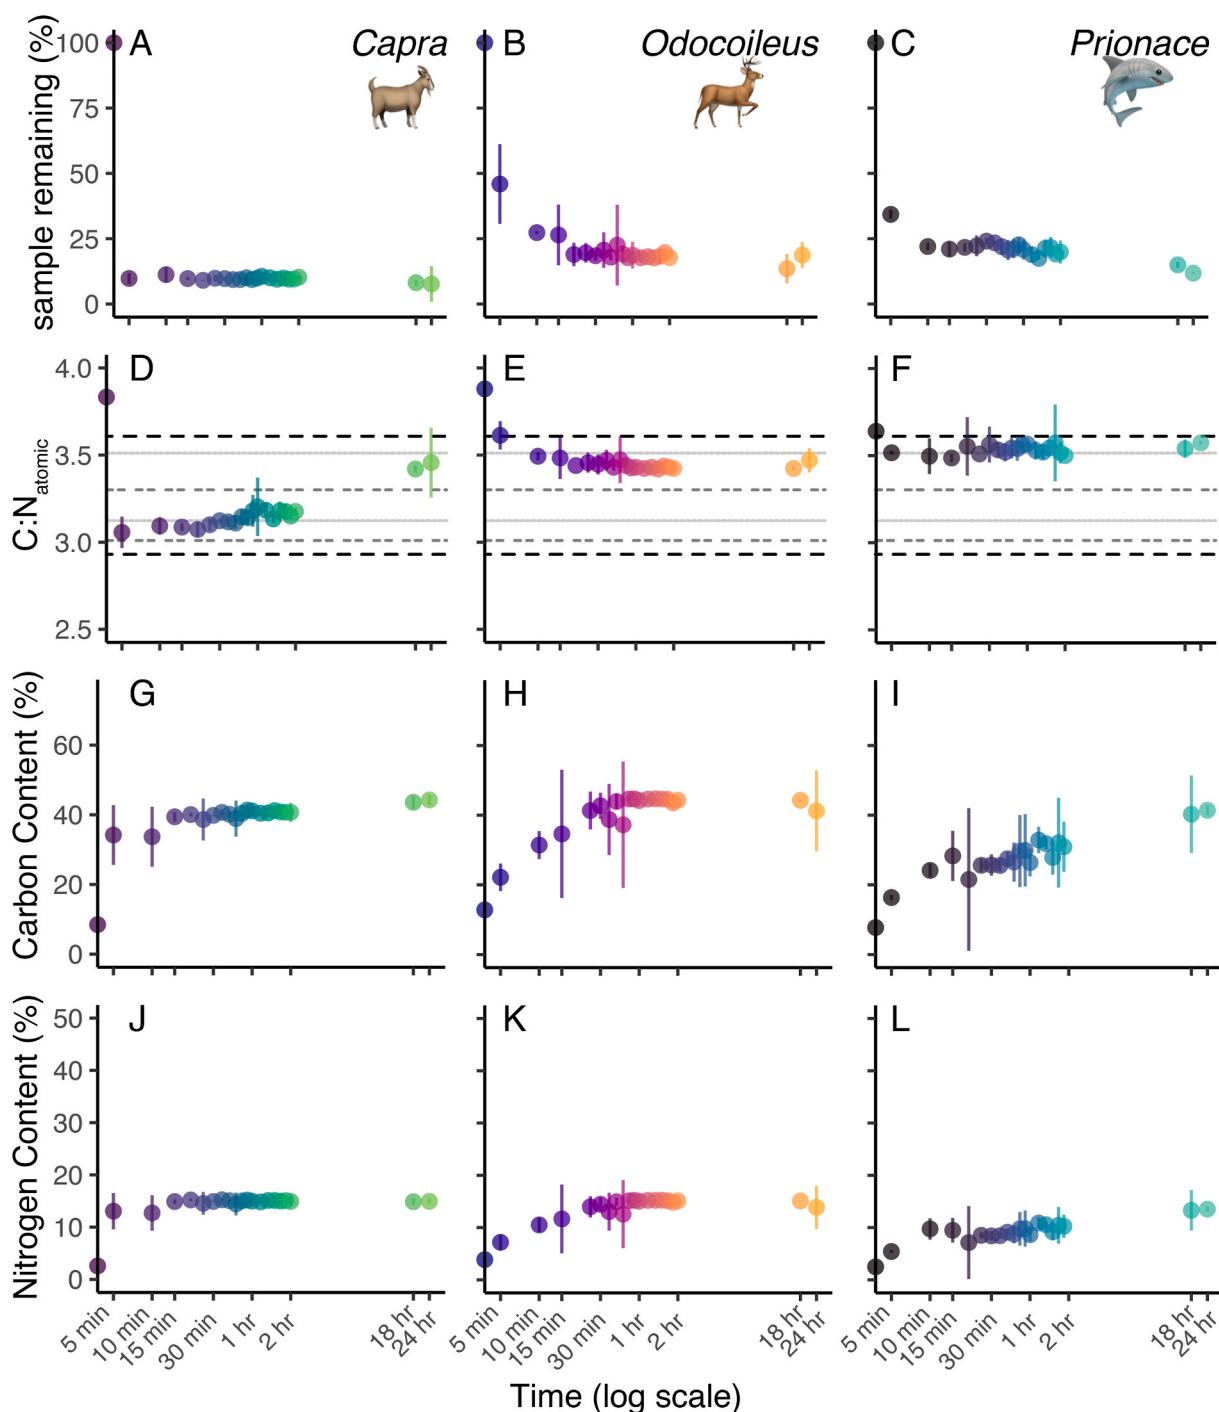 A Capra
B Odocoileus
C Prionace
sample remaining (%)
100
75
50
25
0
D
E
F
C:Natomic
4.0
3.5
3.0
2.5
G
H
I
Carbon Content (%)
60
40
20
0
J
K
L
Nitrogen Content (%)
50
40
30
20
10
0
5 min
10 min
15 min
30 min
1 hr
2 hr
18 hr
24 hr
5 min
10 min
15 min
30 min
1 hr
2 hr
18 hr
24 hr
5 min
10 min
15 min
30 min
1 hr
2 hr
18 hr
24 hr
Time (log scale)